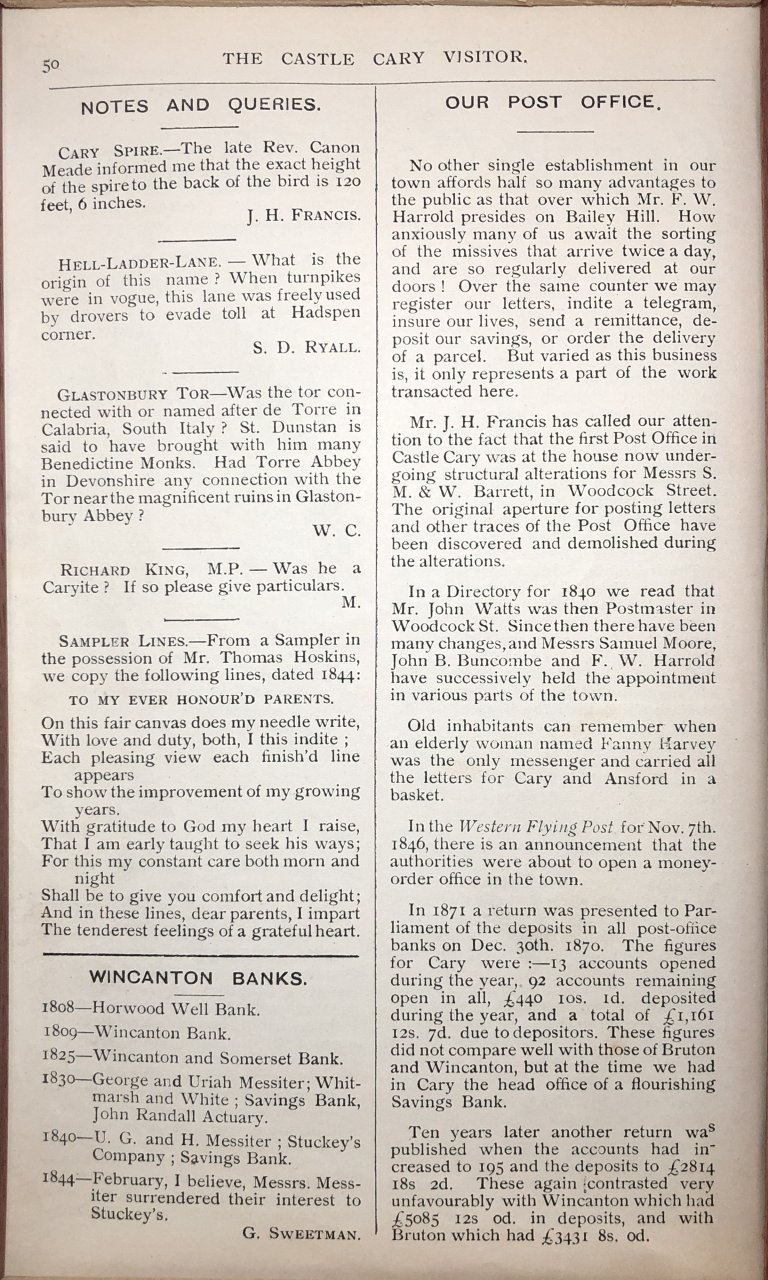 50
THE CASTLE CARY VISITOR.
NOTES AND QUERIES.
CARY SPIRE.—The late Rev. Canon
Meade informed me that the exact height
of the spire to the back of the bird is 120
feet, 6 inches.
J. H. FRANCIS.
HELL-LADDER-LANE. — What is the
origin of this name ? When turnpikes
were in vogue, this lane was freely used
by drovers to evade toll at Hadspen
corner.
S. D. RYALL.
GLASTONBURY TOR—Was the tor con-
nected with or named after de Torre in
Calabria, South Italy ? St. Dunstan is
said to have brought with him many
Benedictine Monks. Had Torre Abbey
in Devonshire any connection with the
Tor near the magnificent ruins in Glaston-
bury Abbey ?
W. C.
RICHARD KING, M.P. — Was he a
Caryite ? If so please give particulars.
M.
SAMPLER LINES.—From a Sampler in
the possession of Mr. Thomas Hoskins,
we copy the following lines, dated 1844:
TO MY EVER HONOUR'D PARENTS.
On this fair canvas does my needle write,
With love and duty, both, I this indite ;
Each pleasing view each finish'd line
appears
To show the improvement of my growing
years.
With gratitude to God my heart I raise,
That I am early taught to seek his ways;
For this my constant care both morn and
night
Shall be to give you comfort and delight;
And in these lines, dear parents, I impart
The tenderest feelings of a grateful heart.
WINCANTON BANKS.
1808—Horwood Well Bank.
1809—Wincanton Bank.
1825—Wincanton and Somerset Bank.
1830—George and Uriah Messiter; Whit-
marsh and White ; Savings Bank,
John Randall Actuary.
1840—U. G. and H. Messiter ; Stuckey's
Company ; Savings Bank.
1844—February, I believe, Messrs. Mess-
iter surrendered their interest to
Stuckey's.
G. SWEETMAN.
OUR POST OFFICE.
No other single establishment in our
town affords half so many advantages to
the public as that over which Mr. F. W.
Harrold presides on Bailey Hill. How
anxiously many of us await the sorting
of the missives that arrive twice a day,
and are so regularly delivered at our
doors ! Over the same counter we may
register our letters, indite a telegram,
insure our lives, send a remittance, de-
posit our savings, or order the delivery
of a parcel. But varied as this business
is, it only represents a part of the work
transacted here.
Mr. J. H. Francis has called our atten-
tion to the fact that the first Post Office in
Castle Cary was at the house now under-
going structural alterations for Messrs S.
M. & W. Barrett, in Woodcock Street.
The original aperture for posting letters
and other traces of the Post Office have
been discovered and demolished during
the alterations.
In a Directory for 1840 we read that
Mr. John Watts was then Postmaster in
Woodcock St. Since then there have been
many changes, and Messrs Samuel Moore,
John B. Buncombe and F. W. Harrold
have successively held the appointment
in various parts of the town.
Old inhabitants can remember when
an elderly woman named Fanny Harvey
was the only messenger and carried all
the letters for Cary and Ansford in a
basket.
In the Western Flying Post for Nov. 7th.
1846, there is an announcement that the
authorities were about to open a money-
order office in the town.
In 1871 a return was presented to Par-
liament of the deposits in all post-office
banks on Dec. 30th. 1870. The figures
for Cary were :—13 accounts opened
during the year, 92 accounts remaining
open in all, £440 10s. 1d. deposited
during the year, and a total of £1,161
12s. 7d. due to depositors. These figures
did not compare well with those of Bruton
and Wincanton, but at the time we had
in Cary the head office of a flourishing
Savings Bank.
Ten years later another return was
published when the accounts had in-
creased to 195 and the deposits to £2814
18s 2d. These again contrasted very
unfavourably with Wincanton which had
£5085 12s od. in deposits, and with
Bruton which had £3431 8s. od.